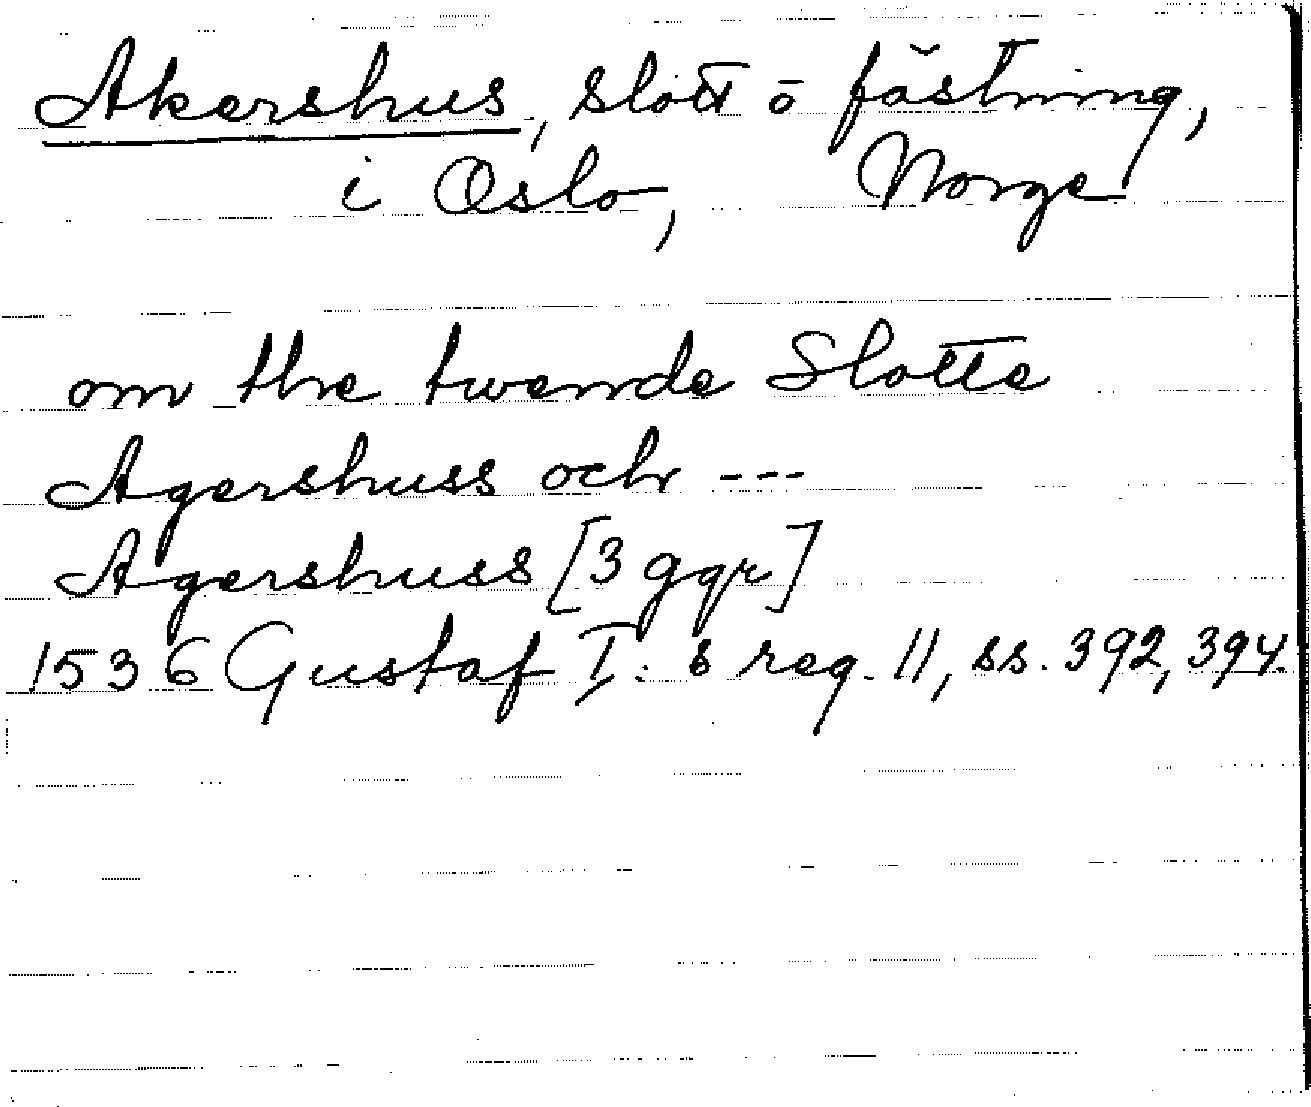 Akershus, slott o fästning,
i Oslo, Norge
om the twende Slotte
Agershuss och ---
Agershuss [3 ggr]
1536 Gustaf I: s reg. 11, ss. 392, 394.